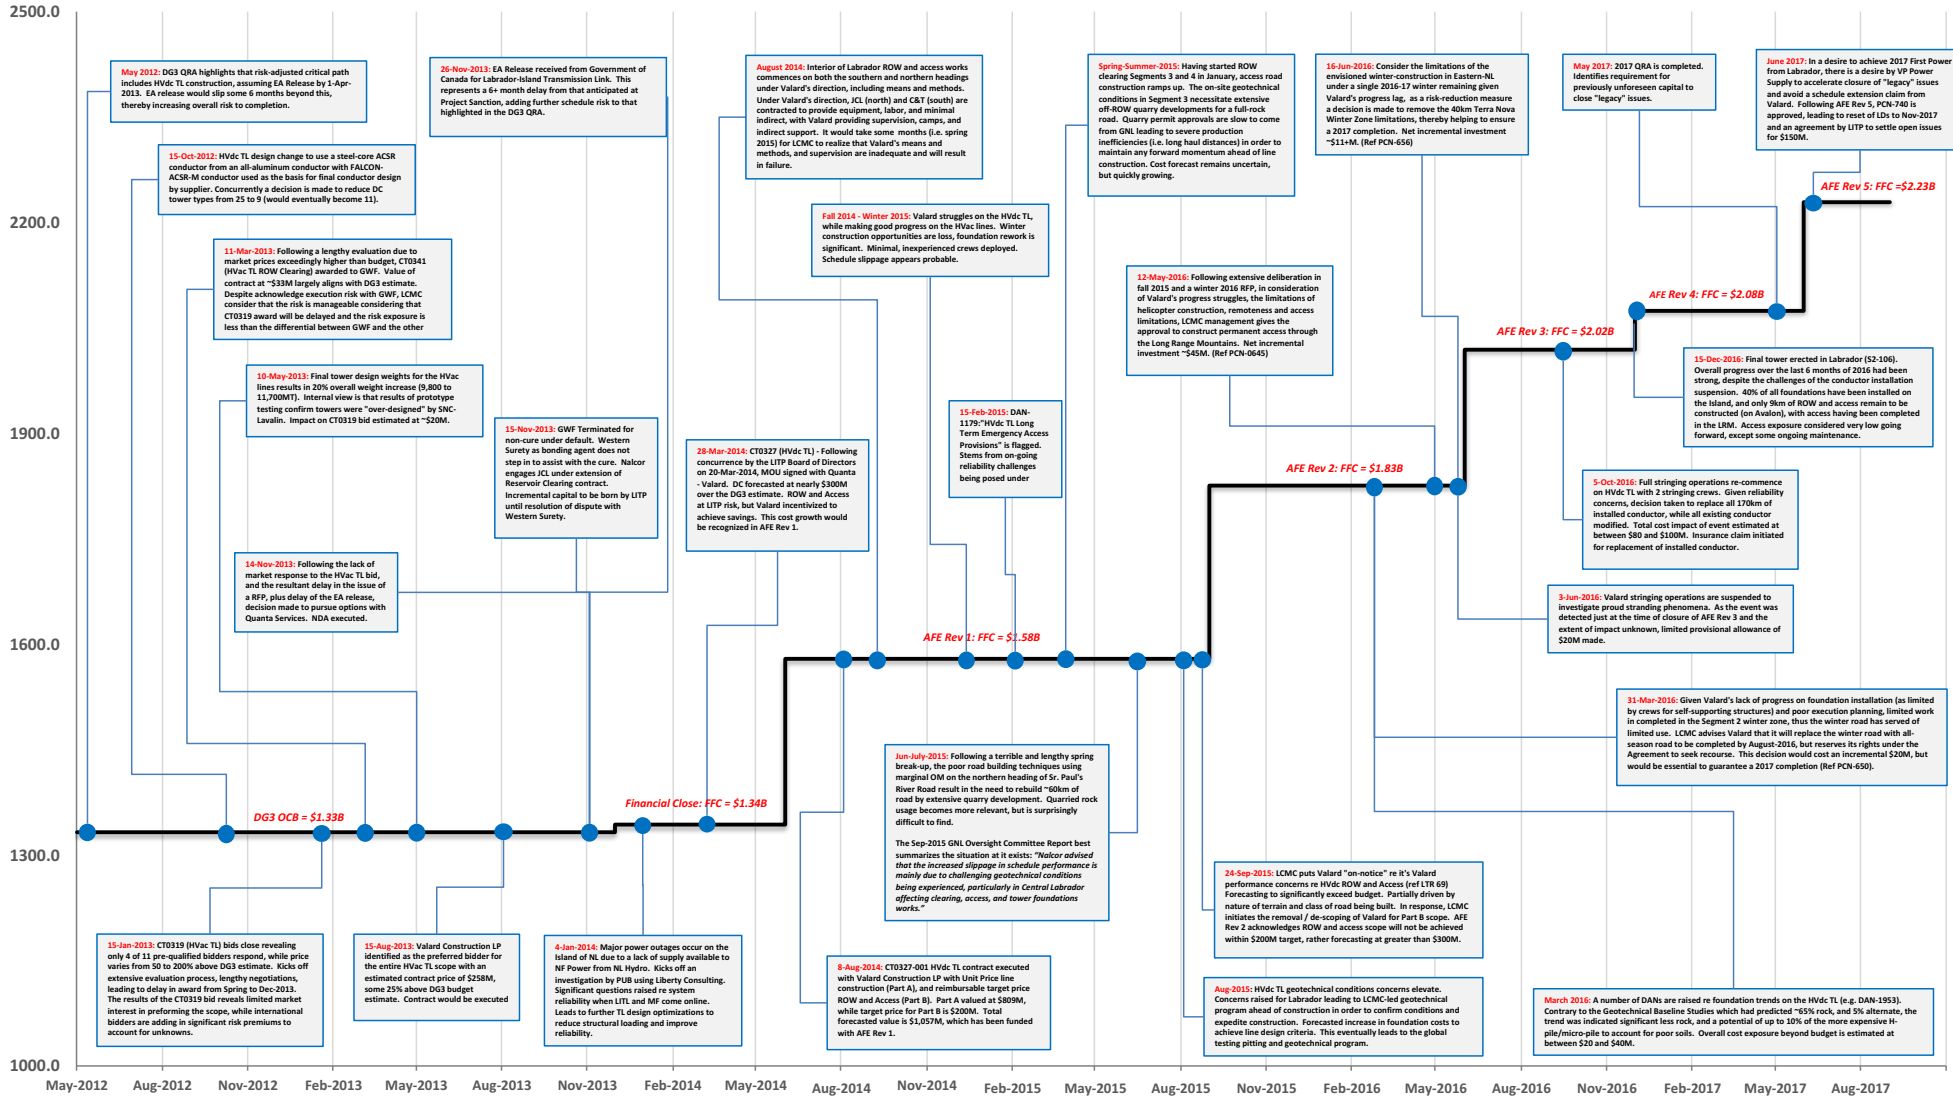 2500.0
2200.0
1900.0
1600.0
1300.0
1000.0
May 2012: DG3 QRA highlights that risk-adjusted critical path
includes HVdc TL construction, assuming EA Release by 1-Apr-
2013. EA release would slip some 6 months beyond this,
thereby increasing overall risk to completion.
26-Nov-2013: EA Release received from Government of
Canada for Labrador-Island Transmission Link. This
represents a 6+ month delay from that anticipated at
Project Sanction, adding further schedule risk to that
highlighted in the DG3 QRA.
August 2014: Interior of Labrador ROW and access works
commences on both the southern and northern headings
under Valard's direction, including means and methods.
Under Valard's direction, JCL (north) and C&T (south) are
contracted to provide equipment, labor, and minimal
indirect, with Valard providing supervision, camps, and
indirect support. It would take some months (i.e. spring
2015) for LCMC to realize that Valard's means and
methods, and supervision are inadequate and will result
in failure.
Spring-Summer-2015: Having started ROW
clearing Segments 3 and 4 in January, access road
construction ramps up. The on-site geotechnical
conditions in Segment 3 necessitate extensive
off-ROW quarry developments for a full-rock
road. Quarry permit approvals are slow to come
from GNL leading to severe production
inefficiencies (i.e. long haul distances) in order to
maintain any forward momentum ahead of line
construction. Cost forecast remains uncertain,
but quickly growing.
16-Jun-2016: Consider the limitations of the
envisioned winter-construction in Eastern-NL
under a single 2016-17 winter remaining given
Valard's progress lag, as a risk-reduction measure
a decision is made to remove the 40km Terra Nova
Winter Zone limitations, thereby helping to ensure
a 2017 completion. Net incremental investment
~$11+M. (Ref PCN-656)
May 2017: 2017 QRA is completed.
Identifies requirement for
previously unforeseen capital to
close "legacy" issues.
June 2017: In a desire to achieve 2017 First Power
from Labrador, there is a desire by VP Power
Supply to accelerate closure of "legacy" issues
and avoid a schedule extension claim from
Valard. Following AFE Rev 5, PCN-740 is
approved, leading to reset of LDs to Nov-2017
and an agreement by LITP to settle open issues
for $150M.
15-Oct-2012: HVdc TL design change to use a steel-core ACSR
conductor from an all-aluminum conductor with FALCON-
ACSR-M conductor used as the basis for final conductor design
by supplier. Concurrently a decision is made to reduce DC
tower types from 25 to 9 (would eventually become 11).
Fall 2014 - Winter 2015: Valard struggles on the HVdc TL,
while making good progress on the HVac lines. Winter
construction opportunities are loss, foundation rework is
significant. Minimal, inexperienced crews deployed.
Schedule slippage appears probable.
11-Mar-2013: Following a lengthy evaluation due to
market prices exceedingly higher than budget, CT0341
(HVac TL ROW Clearing) awarded to GWF. Value of
contract at ~$33M largely aligns with DG3 estimate.
Despite acknowledge execution risk with GWF, LCMC
consider that the risk is manageable considering that
CT0319 award will be delayed and the risk exposure is
less than the differential between GWF and the other
12-May-2016: Following extensive deliberation in
fall 2015 and a winter 2016 RFP, in consideration
of Valard's progress struggles, the limitations of
helicopter construction, remoteness and access
limitations, LCMC management gives the
approval to construct permanent access through
the Long Range Mountains. Net incremental
investment ~$45M. (Ref PCN-0645)
AFE Rev 5: FFC =$2.23B
AFE Rev 4: FFC = $2.08B
AFE Rev 3: FFC = $2.02B
10-May-2013: Final tower design weights for the HVac
lines results in 20% overall weight increase (9,800 to
11,700MT). Internal view is that results of prototype
testing confirm towers were "over-designed" by SNC-
Lavalin. Impact on CT0319 bid estimated at ~$20M.
15-Dec-2016: Final tower erected in Labrador (S2-106).
Overall progress over the last 6 months of 2016 had been
strong, despite the challenges of the conductor installation
suspension. 40% of all foundations have been installed on
the Island, and only 9km of ROW and access remain to be
constructed (on Avalon), with access having been completed
in the LRM. Access exposure considered very low going
forward, except some ongoing maintenance.
15-Nov-2013: GWF Terminated for
non-cure under default. Western
Surety as bonding agent does not
step in to assist with the cure. Nalcor
engages JCL under extension of
Reservoir Clearing contract.
Incremental capital to be born by LITP
until resolution of dispute with
Western Surety.
28-Mar-2014: CT0327 (HVdc TL) - Following
concurrence by the LITP Board of Directors
on 20-Mar-2014, MOU signed with Quanta
- Valard. DC forecasted at nearly $300M
over the DG3 estimate. ROW and Access
at LITP risk, but Valard incentivized to
achieve savings. This cost growth would
be recognized in AFE Rev 1.
15-Feb-2015: DAN-
1179:"HVdc TL Long
Term Emergency Access
Provisions" is flagged.
Stems from on-going
reliability challenges
being posed under
AFE Rev 2: FFC = $1.83B
5-Oct-2016: Full stringing operations re-commence
on HVdc TL with 2 stringing crews. Given reliability
concerns, decision taken to replace all 170km of
installed conductor, while all existing conductor
modified. Total cost impact of event estimated at
between $80 and $100M. Insurance claim initiated
for replacement of installed conductor.
14-Nov-2013: Following the lack of
market response to the HVac TL bid,
and the resultant delay in the issue of
a RFP, plus delay of the EA release,
decision made to pursue options with
Quanta Services. NDA executed.
3-Jun-2016: Valard stringing operations are suspended to
investigate proud stranding phenomena. As the event was
detected just at the time of closure of AFE Rev 3 and the
extent of impact unknown, limited provisional allowance of
$20M made.
AFE Rev 1: FFC = $1.58B
31-Mar-2016: Given Valard's lack of progress on foundation installation (as limited
by crews for self-supporting structures) and poor execution planning, limited work
in completed in the Segment 2 winter zone, thus the winter road has served of
limited use. LCMC advises Valard that it will replace the winter road with all-
season road to be completed by August-2016, but reserves its rights under the
Agreement to seek recourse. This decision would cost an incremental $20M, but
would be essential to guarantee a 2017 completion (Ref PCN-650).
Jun-July-2015: Following a terrible and lengthy spring
break-up, the poor road building techniques using
marginal OM on the northern heading of Sr. Paul's
River Road result in the need to rebuild ~60km of
road by extensive quarry development. Quarried rock
usage becomes more relevant, but is surprisingly
difficult to find.
The Sep-2015 GNL Oversight Committee Report best
summarizes the situation at it exists: "Nalcor advised
that the increased slippage in schedule performance is
mainly due to challenging geotechnical conditions
being experienced, particularly in Central Labrador
affecting clearing, access, and tower foundations
works."
DG3 OCB = $1.33B
Financial Close: FFC = $1.34B
24-Sep-2015: LCMC puts Valard "on-notice" re it's Valard
performance concerns re HVdc ROW and Access (ref LTR 69)
Forecasting to significantly exceed budget. Partially driven by
nature of terrain and class of road being built. In response, LCMC
initiates the removal / de-scoping of Valard for Part B scope. AFE
Rev 2 acknowledges ROW and access scope will not be achieved
within $200M target, rather forecasting at greater than $300M.
15-Jan-2013: CT0319 (HVac TL) bids close revealing
only 4 of 11 pre-qualified bidders respond, while price
varies from 50 to 200% above DG3 estimate. Kicks off
extensive evaluation process, lengthy negotiations,
leading to delay in award from Spring to Dec-2013.
The results of the CT0319 bid reveals limited market
interest in preforming the scope, while international
bidders are adding in significant risk premiums to
account for unknowns.
15-Aug-2013: Valard Construction LP
identified as the preferred bidder for
the entire HVac TL scope with an
estimated contract price of $258M,
some 25% above DG3 budget
estimate. Contract would be executed
4-Jan-2014: Major power outages occur on the
Island of NL due to a lack of supply available to
NF Power from NL Hydro. Kicks off an
investigation by PUB using Liberty Consulting.
Significant questions raised re system
reliability when LITL and MF come online.
Leads to further TL design optimizations to
reduce structural loading and improve
reliability.
8-Aug-2014: CT0327-001 HVdc TL contract executed
with Valard Construction LP with Unit Price line
construction (Part A), and reimbursable target price
ROW and Access (Part B). Part A valued at $809M,
while target price for Part B is $200M. Total
forecasted value is $1,057M, which has been funded
with AFE Rev 1.
Aug-2015: HVdc TL geotechnical conditions concerns elevate.
Concerns raised for Labrador leading to LCMC-led geotechnical
program ahead of construction in order to confirm conditions and
expedite construction. Forecasted increase in foundation costs to
achieve line design criteria. This eventually leads to the global
testing pitting and geotechnical program.
March 2016: A number of DANs are raised re foundation trends on the HVdc TL (e.g. DAN-1953).
Contrary to the Geotechnical Baseline Studies which had predicted ~65% rock, and 5% alternate, the
trend was indicated significant less rock, and a potential of up to 10% of the more expensive H-
pile/micro-pile to account for poor soils. Overall cost exposure beyond budget is estimated at
between $20 and $40M.
May-2012 Aug-2012 Nov-2012 Feb-2013 May-2013 Aug-2013 Nov-2013 Feb-2014 May-2014 Aug-2014 Nov-2014 Feb-2015 May-2015 Aug-2015 Nov-2015 Feb-2016 May-2016 Aug-2016 Nov-2016 Feb-2017 May-2017 Aug-2017